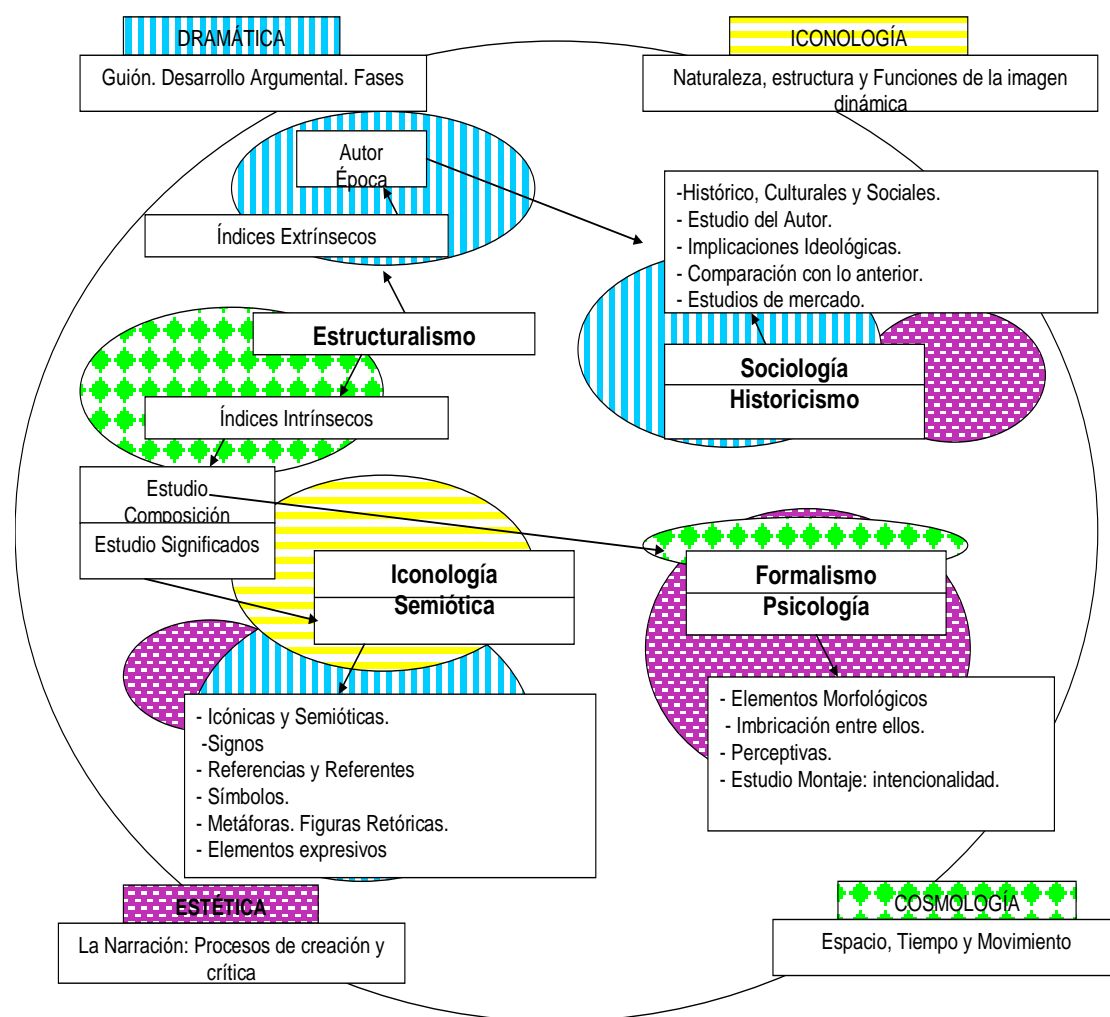 DRAMÁTICA
Guión. Desarrollo Argumental. Fases
ICONOLOGÍA
Naturaleza, estructura y Funciones de la imagen
dinámica
Autor
Época
Índices Extrínsecos
-Histórico, Culturales y Sociales.
- Estudio del Autor.
- Implicaciones Ideológicas.
- Comparación con lo anterior.
- Estudios de mercado.
Estructuralismo
Sociología
Historicismo
Índices Intrínsecos
Estudio
Composición
Estudio Significados
Iconología
Semiótica
Formalismo
Psicología
- Icónicas y Semióticas.
-Signos
- Referencias y Referentes
- Símbolos.
- Metáforas. Figuras Retóricas.
- Elementos expresivos
- Elementos Morfológicos
- Imbricación entre ellos.
- Perceptivas.
- Estudio Montaje: intencionalidad.
ESTÉTICA
La Narración: Procesos de creación y
crítica
COSMOLOGÍA
Espacio, Tiempo y Movimiento